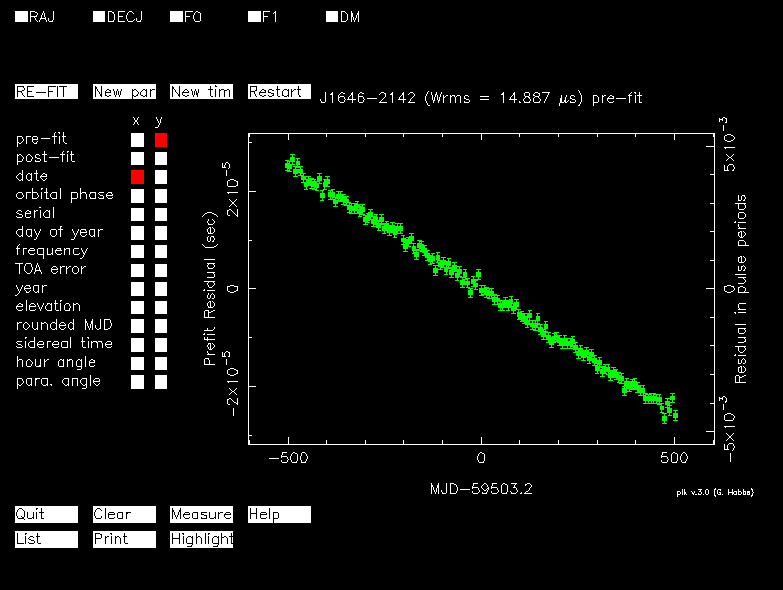 RAJ DECJ F0 F1 DM
RE-FIT New par New tim Restart
J1646-2142 (Wrms = 14.887 μs) pre-fit
x y
pre-fit
post-fit
date
orbital phase
serial
day of year
frequency
TOA error
year
elevation
rounded MJD
sidereal time
hour angle
para. angle
Prefit Residual (sec)
2×10⁻⁵
0
−2×10⁻⁵
Residual in pulse periods
5×10⁻³
0
−5×10⁻³
−500 0 500
MJD−59503.2
plk v.3.0 (G. Hobbs)
Quit Clear Measure Help
List Print Highlight